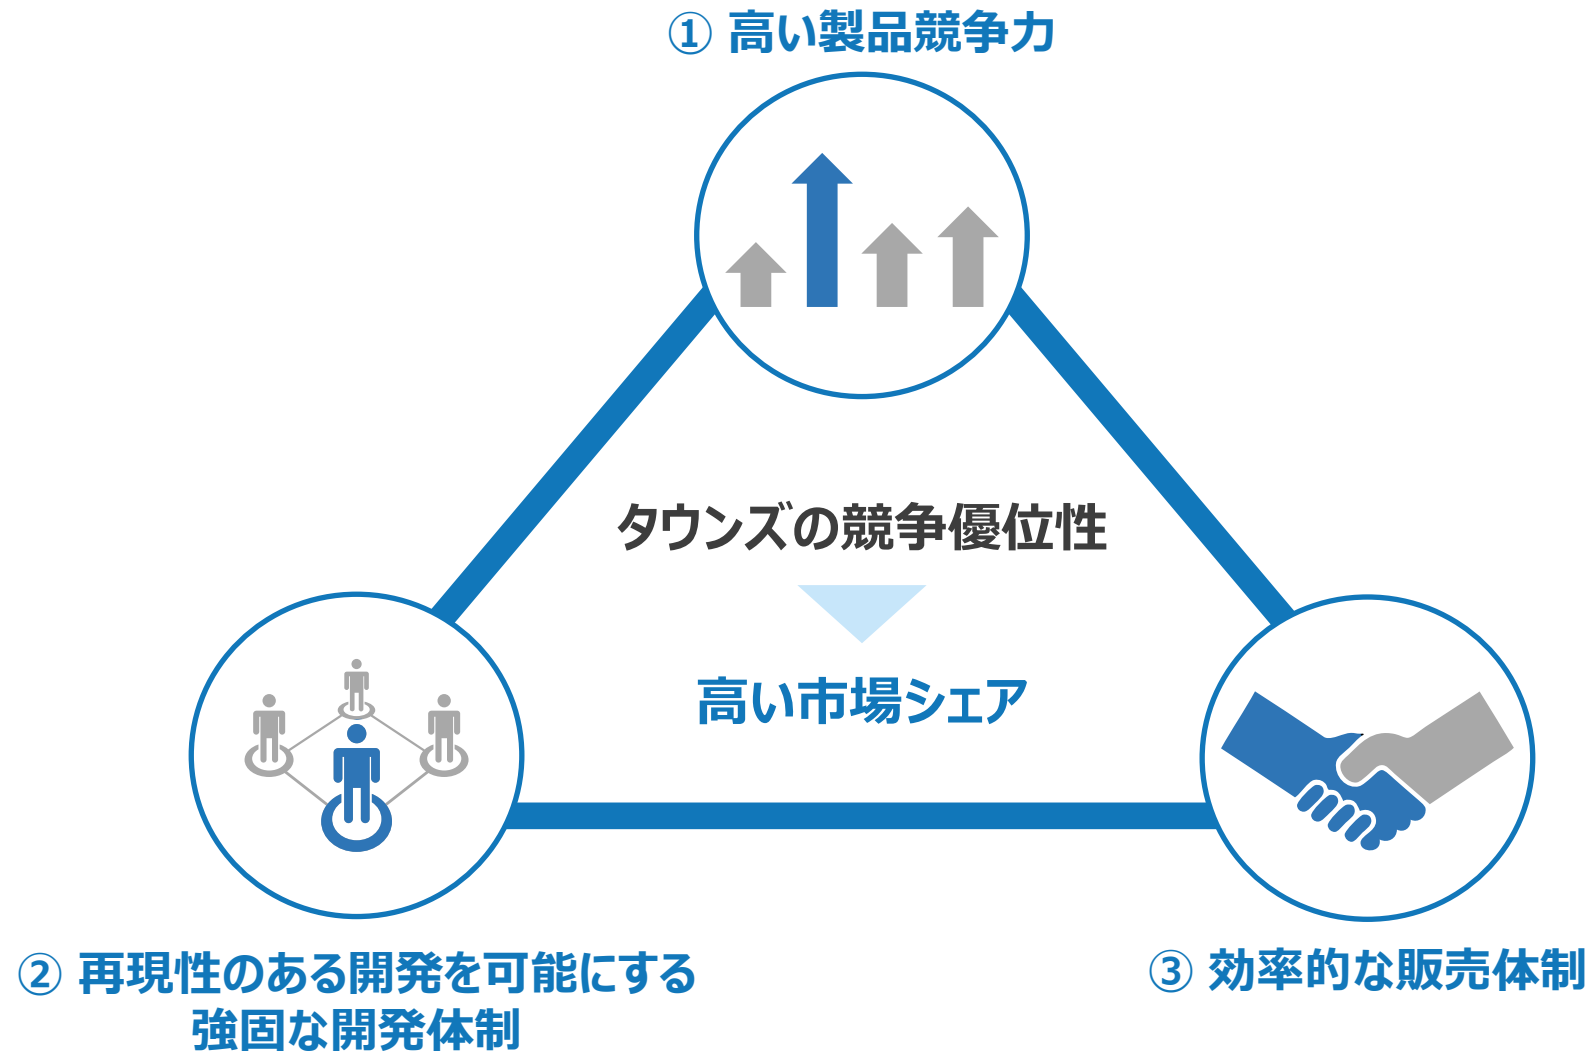 ① 高い製品競争力
タウンズの競争優位性
高い市場シェア
② 再現性のある開発を可能にする
強固な開発体制
③ 効率的な販売体制